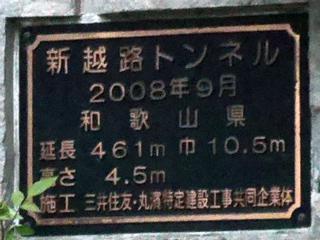 新越路トンネル
2008年9月
和歌山県
延長 461m 巾 10.5m
高さ 4.5m
施工 三井住友・丸濱特定建設工事共同企業体